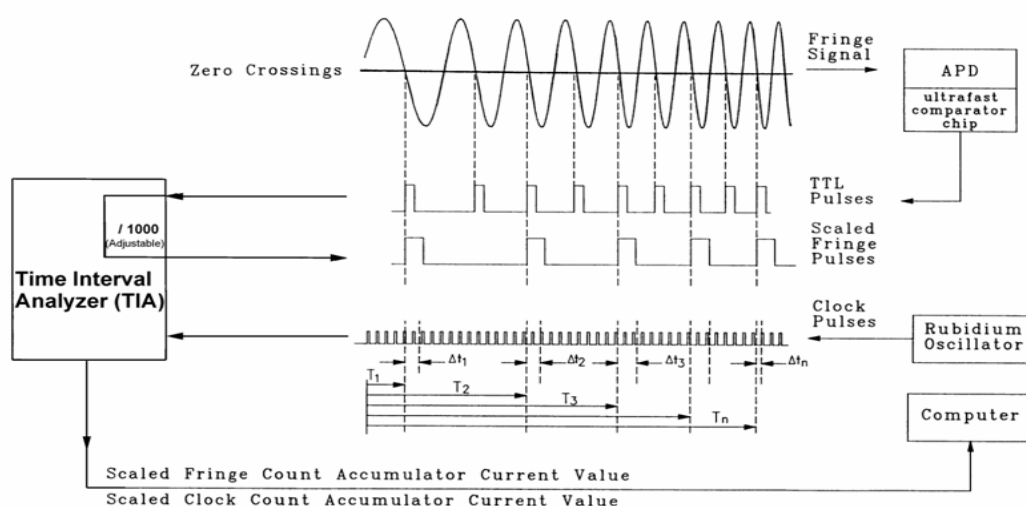 Zero Crossings
Fringe
Signal
APD
ultrafast
comparator
chip
TTL
Pulses
/ 1000
(Adjustable)
Scaled
Fringe
Pulses
Time Interval
Analyzer (TIA)
Clock
Pulses
Rubidium
Oscillator
Δt1
Δt2
Δt3
Δtn
T1
T2
T3
Tn
Computer
Scaled Fringe Count Accumulator Current Value
Scaled Clock Count Accumulator Current Value